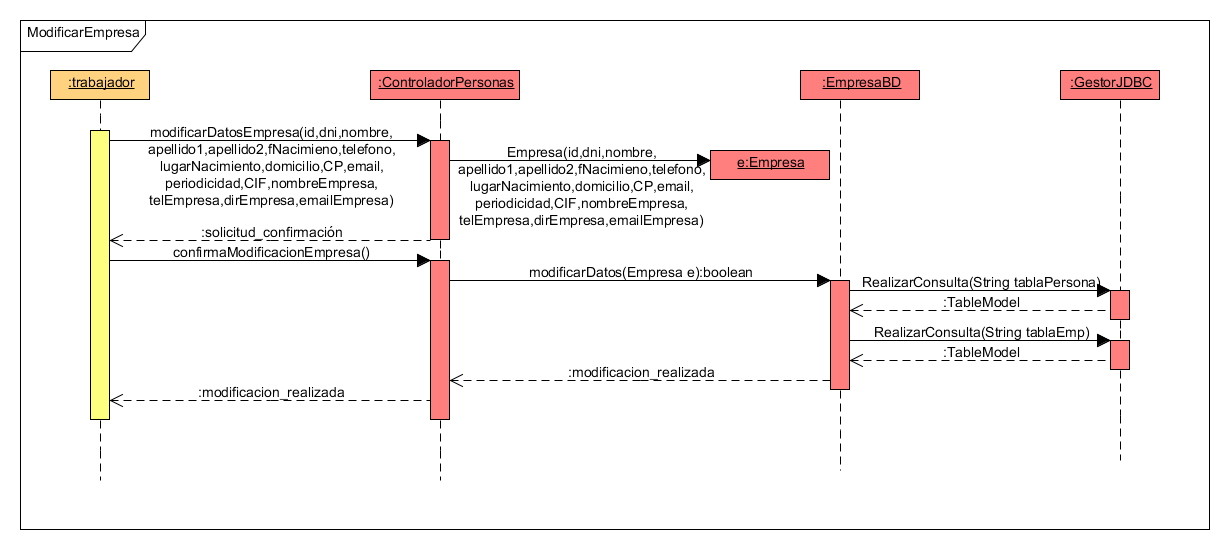 ModificarEmpresa
:trabajador
:ControladorPersonas
:EmpresaBD
:GestorJDBC
modificarDatosEmpresa(id,dni,nombre,
apellido1,apellido2,fNacimieno,telefono,
lugarNacimiento,domicilio,CP,email,
periodicidad,CIF,nombreEmpresa,
telEmpresa,dirEmpresa,emailEmpresa)
Empresa(id,dni,nombre,
apellido1,apellido2,fNacimieno,telefono,
lugarNacimiento,domicilio,CP,email,
periodicidad,CIF,nombreEmpresa,
telEmpresa,dirEmpresa,emailEmpresa)
e:Empresa
:solicitud_confirmación
confirmaModificacionEmpresa()
modificarDatos(Empresa e):boolean
RealizarConsulta(String tablaPersona)
:TableModel
RealizarConsulta(String tablaEmp)
:TableModel
:modificacion_realizada
:modificacion_realizada